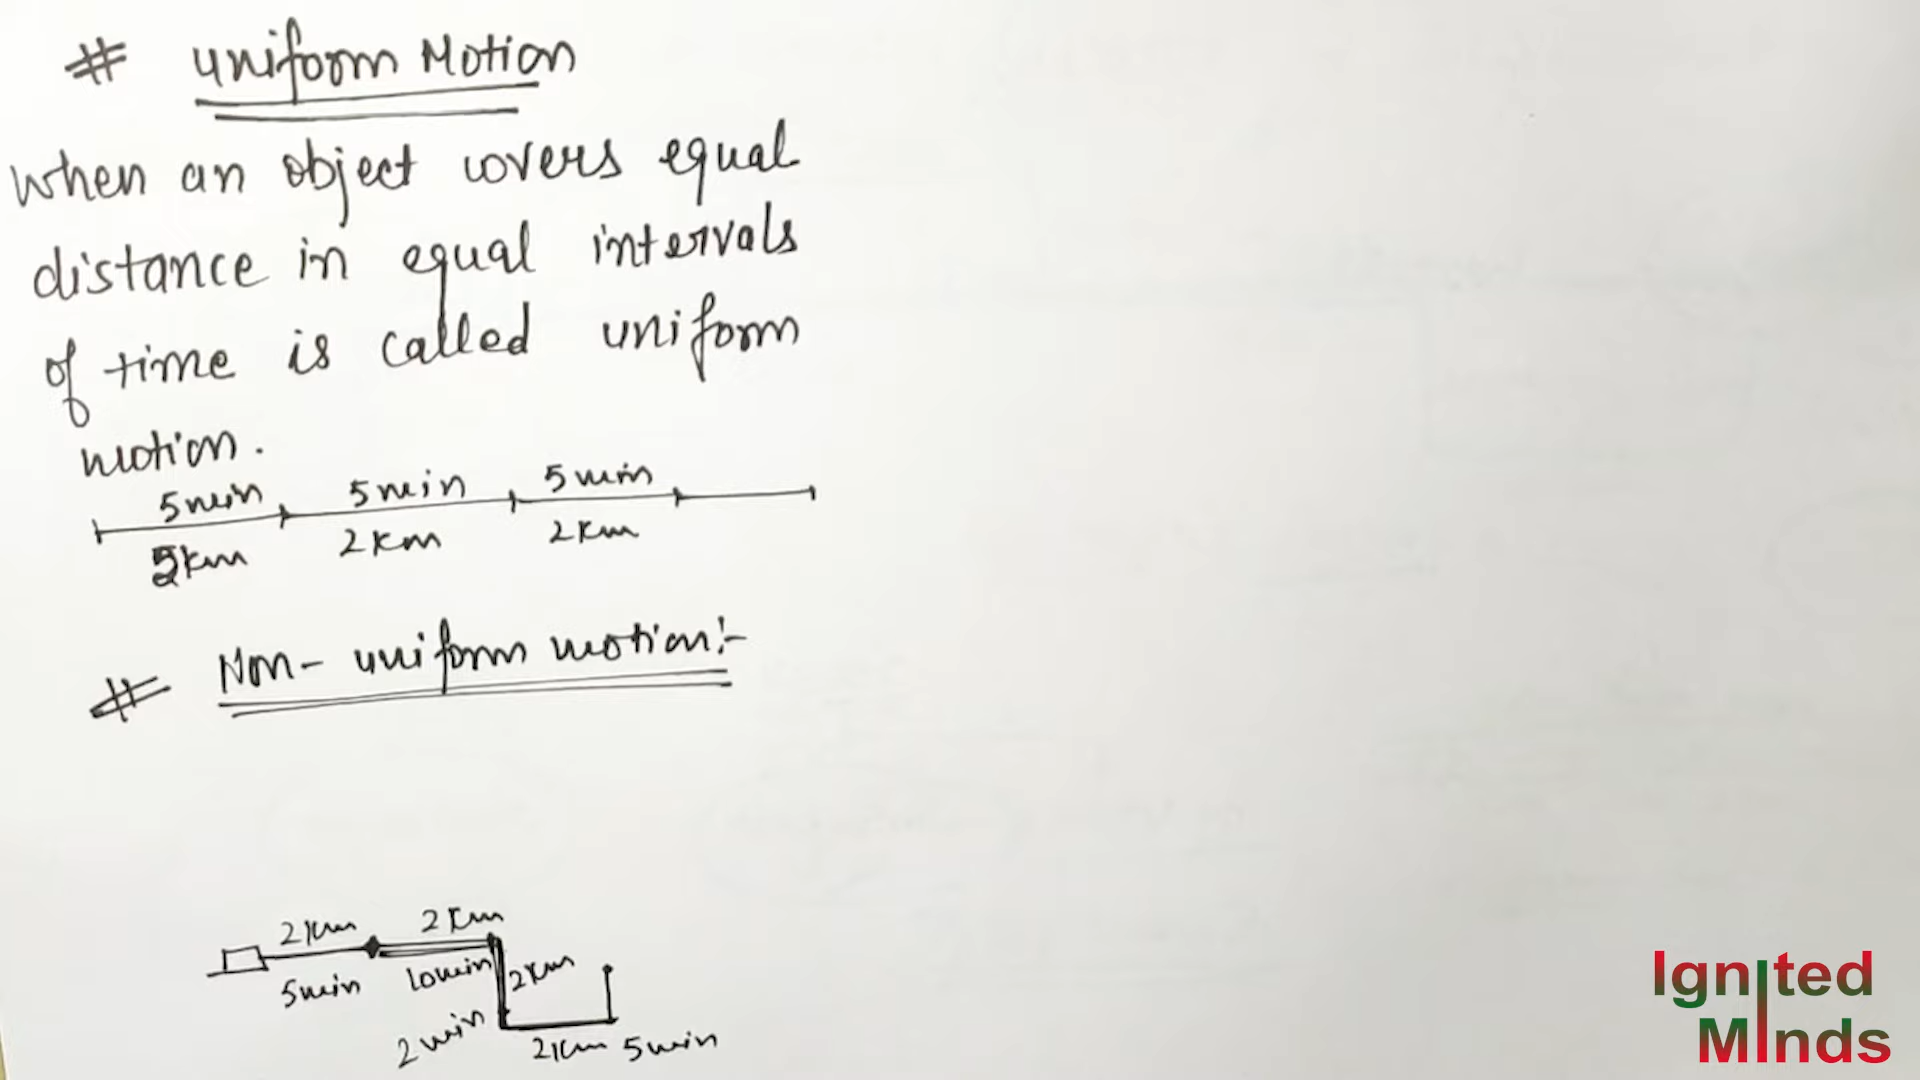 # uniform Motion
when an object covers equal
distance in equal intervals
of time is called uniform
motion.
5min 5min 5min
2km 2km 2km
# Non-uniform motion:-
2km 2km
5min 10min 2km
2min
2km 5min
Ignited
Minds